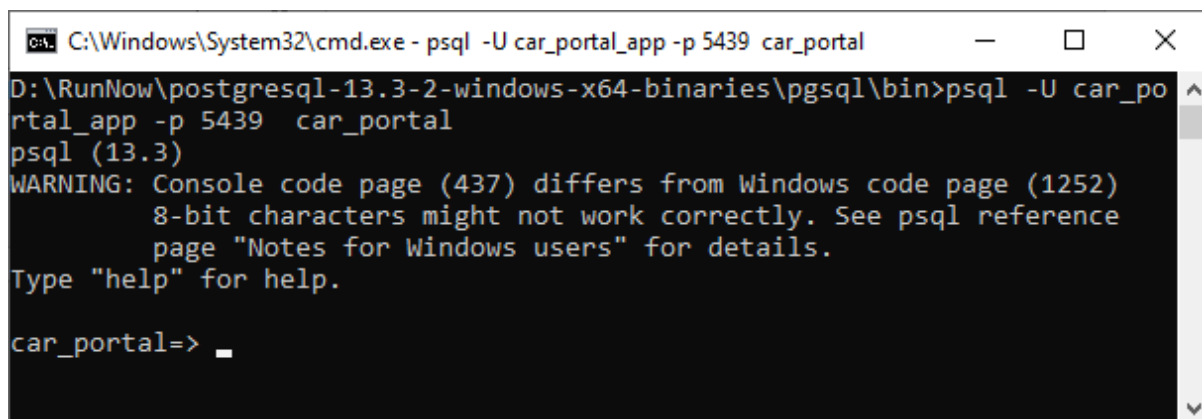 C:\Windows\System32\cmd.exe - psql -U car_portal_app -p 5439 car_portal
D:\RunNow\postgresql-13.3-2-windows-x64-binaries\pgsql\bin>psql -U car_po
rtal_app -p 5439  car_portal
psql (13.3)
WARNING: Console code page (437) differs from Windows code page (1252)
         8-bit characters might not work correctly. See psql reference
         page "Notes for Windows users" for details.
Type "help" for help.
car_portal=>